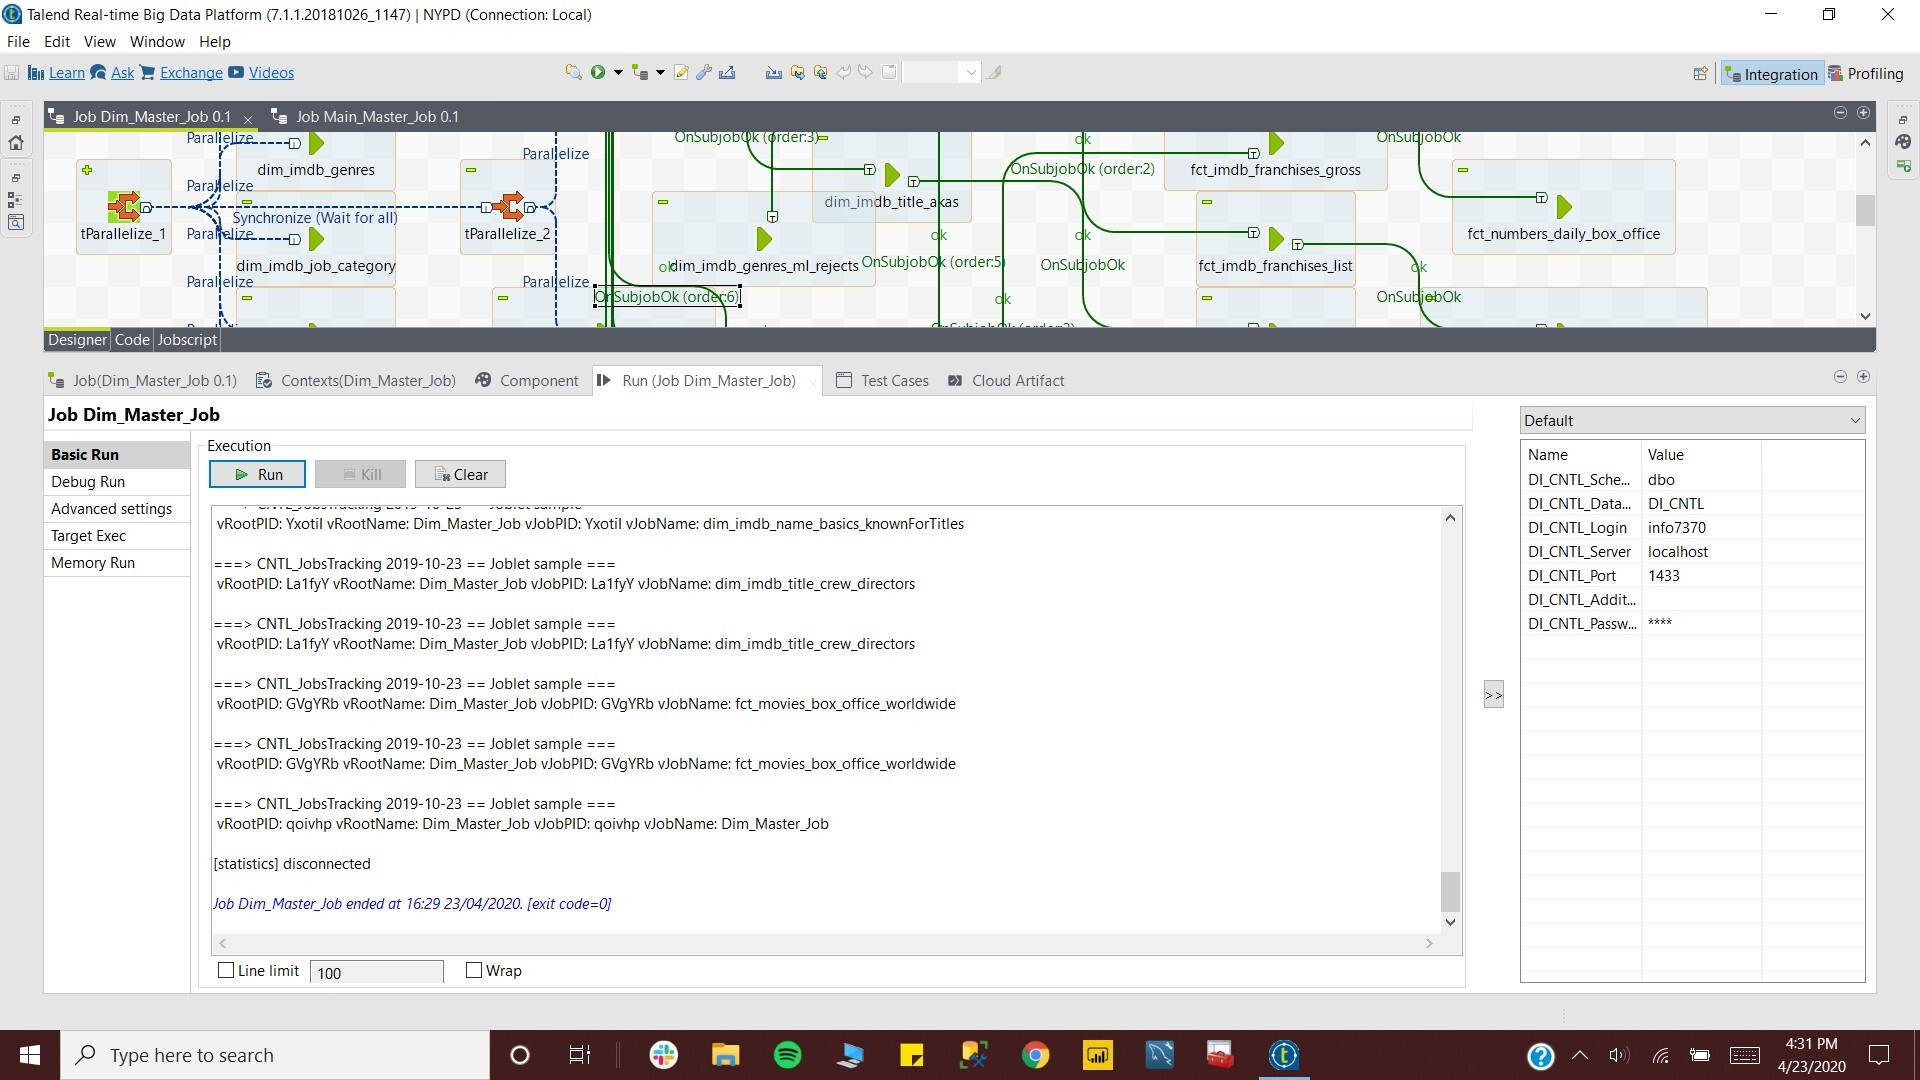 Talend Real-time Big Data Platform (7.1.1.20181026_1147) | NYPD (Connection: Local)
File Edit View Window Help
Learn Ask Exchange Videos
Integration Profiling
Job Dim_Master_Job 0.1 Job Main_Master_Job 0.1
Parallelize OnSubjobOk (order:3) ok OnSubjobOk
Parallelize
dim_imdb_genres OnSubjobOk (order:2) fct_imdb_franchises_gross
Parallelize
dim_imdb_title_akas
Synchronize (Wait for all)
tParallelize_1 Parallelize tParallelize_2 ok ok fct_numbers_daily_box_office
dim_imdb_job_category ok dim_imdb_genres_ml_rejects OnSubjobOk (order:5) OnSubjobOk fct_imdb_franchises_list ok
Parallelize Parallelize
OnSubjobOk (order:6) ok OnSubjobOk
Designer Code Jobscript
Job(Dim_Master_Job 0.1) Contexts(Dim_Master_Job) Component Run (Job Dim_Master_Job) Test Cases Cloud Artifact
Job Dim_Master_Job
Default
Execution
Basic Run
Debug Run
Advanced settings
Target Exec
Memory Run
Run Kill Clear
vRootPID: Yxotil vRootName: Dim_Master_Job vJobPID: Yxotil vJobName: dim_imdb_name_basics_knownForTitles
===> CNTL_JobsTracking 2019-10-23 == Joblet sample ===
vRootPID: La1fyY vRootName: Dim_Master_Job vJobPID: La1fyY vJobName: dim_imdb_title_crew_directors
===> CNTL_JobsTracking 2019-10-23 == Joblet sample ===
vRootPID: La1fyY vRootName: Dim_Master_Job vJobPID: La1fyY vJobName: dim_imdb_title_crew_directors
===> CNTL_JobsTracking 2019-10-23 == Joblet sample ===
vRootPID: GVgYRb vRootName: Dim_Master_Job vJobPID: GVgYRb vJobName: fct_movies_box_office_worldwide
===> CNTL_JobsTracking 2019-10-23 == Joblet sample ===
vRootPID: GVgYRb vRootName: Dim_Master_Job vJobPID: GVgYRb vJobName: fct_movies_box_office_worldwide
===> CNTL_JobsTracking 2019-10-23 == Joblet sample ===
vRootPID: qoivhp vRootName: Dim_Master_Job vJobPID: qoivhp vJobName: Dim_Master_Job
[statistics] disconnected
Job Dim_Master_Job ended at 16:29 23/04/2020. [exit code=0]
Line limit 100 Wrap
>>
Name Value
DI_CNTL_Sche... dbo
DI_CNTL_Data... DI_CNTL
DI_CNTL_Login info7370
DI_CNTL_Server localhost
DI_CNTL_Port 1433
DI_CNTL_Addit...
DI_CNTL_Passw... ****
Type here to search
4:31 PM
4/23/2020